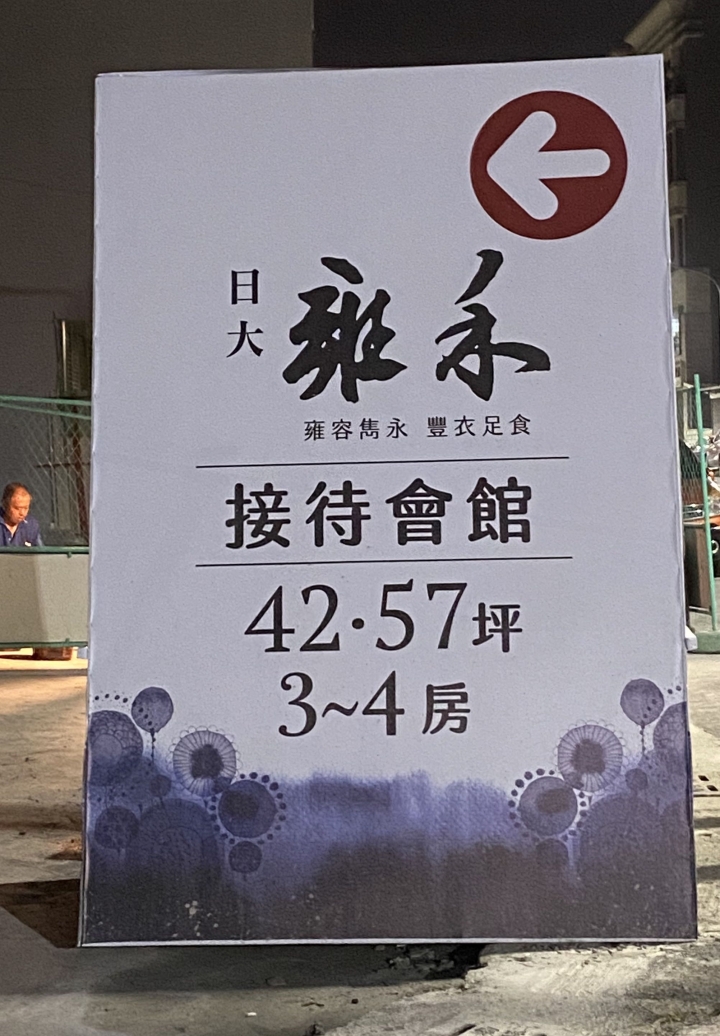 日大
雍禾
雍容雋永 豐衣足食
接待會館
42·57坪
3~4房